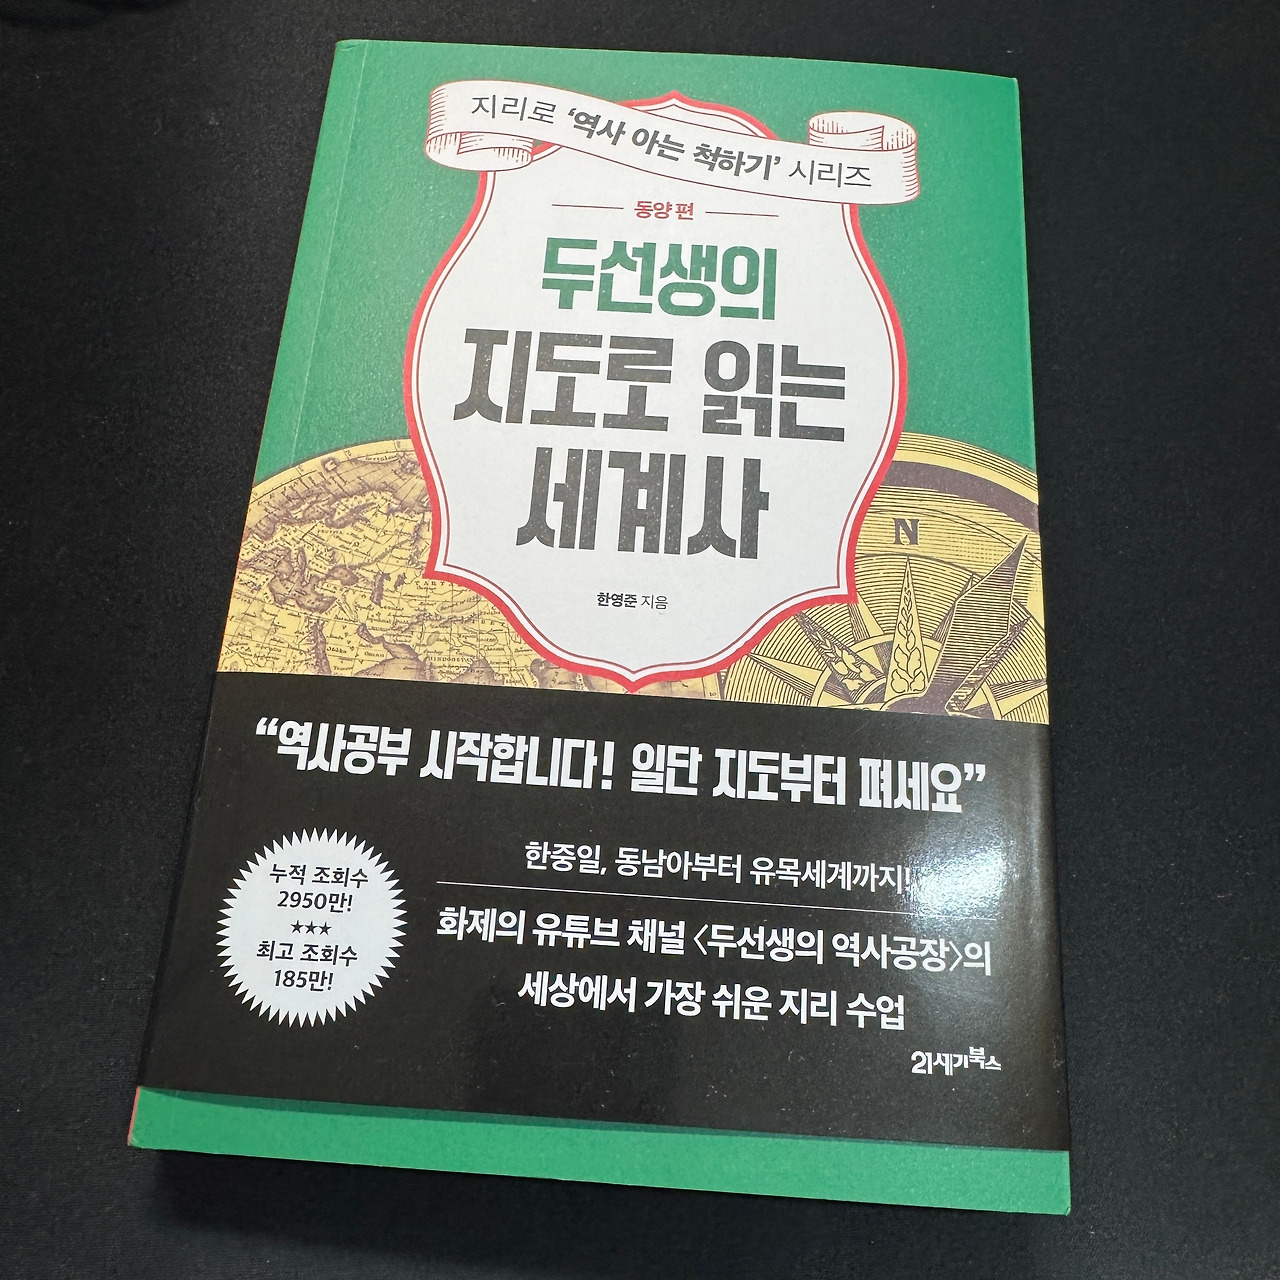 지리로 ‘역사 아는 척하기’ 시리즈
동양 편
두선생의
지도로 읽는
세계사
한영준 지음
N
“역사공부 시작합니다! 일단 지도부터 펴세요”
한중일, 동남아부터 유목세계까지!
화제의 유튜브 채널 〈두선생의 역사공장〉의
세상에서 가장 쉬운 지리 수업
누적 조회수
2950만!
★★★
최고 조회수
185만!
21세기북스